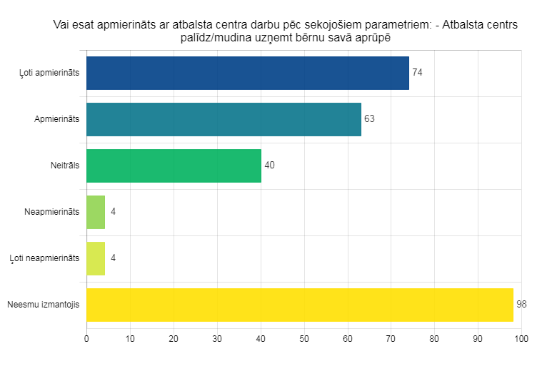 Vai esat apmierināts ar atbalsta centra darbu pēc sekojošiem parametriem: - Atbalsta centrs
palīdz/mudina uzņemt bērnu savā aprūpē
Ļoti apmierināts
74
Apmierināts
63
Neitrāls
40
Neapmierināts
4
Ļoti neapmierināts
4
Neesmu izmantojis
98
0 10 20 30 40 50 60 70 80 90 100